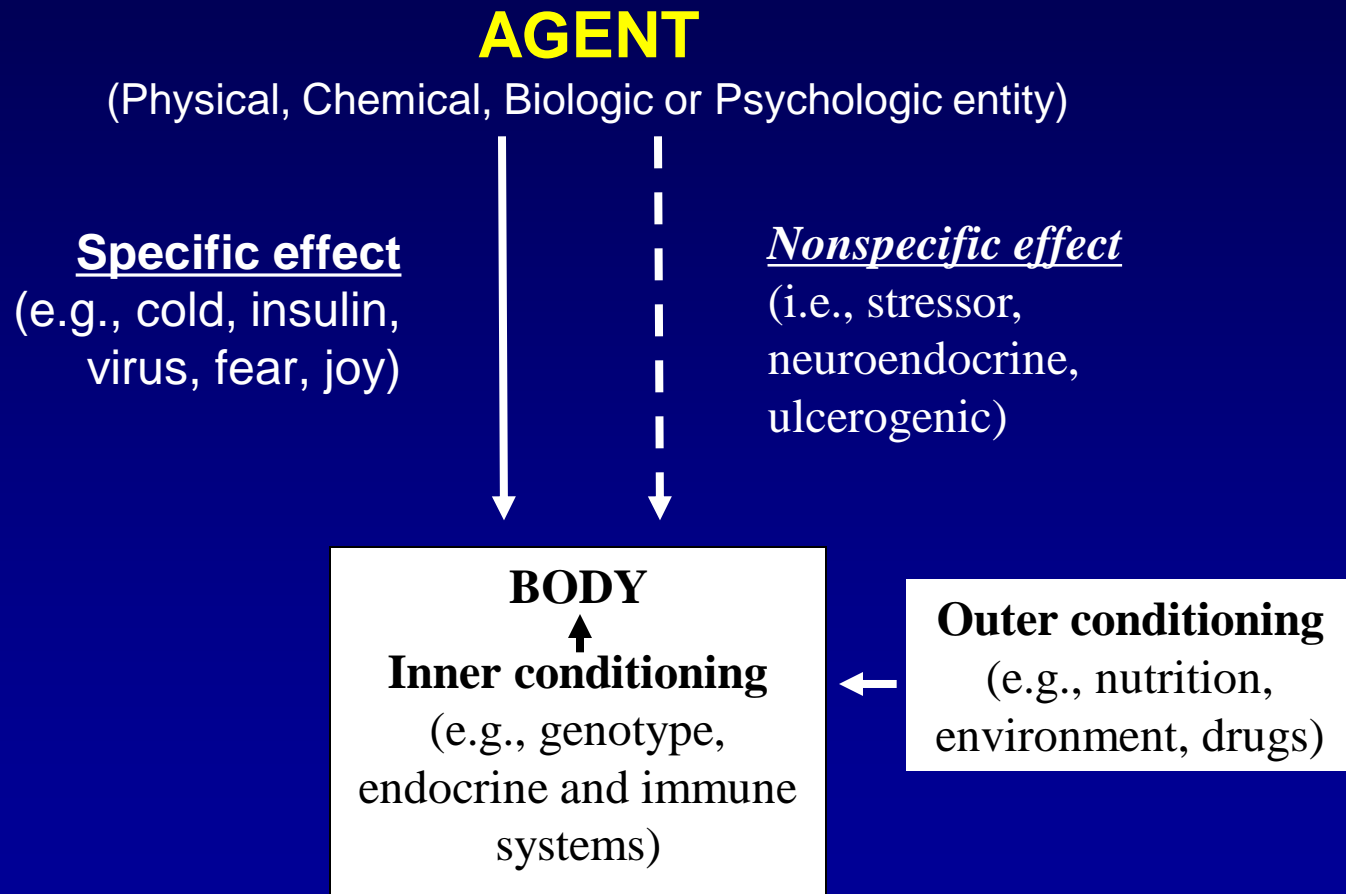 AGENT
(Physical, Chemical, Biologic or Psychologic entity)
Specific effect
(e.g., cold, insulin,
virus, fear, joy)
Nonspecific effect
(i.e., stressor,
neuroendocrine,
ulcerogenic)
BODY
Inner conditioning
(e.g., genotype,
endocrine and immune
systems)
Outer conditioning
(e.g., nutrition,
environment, drugs)